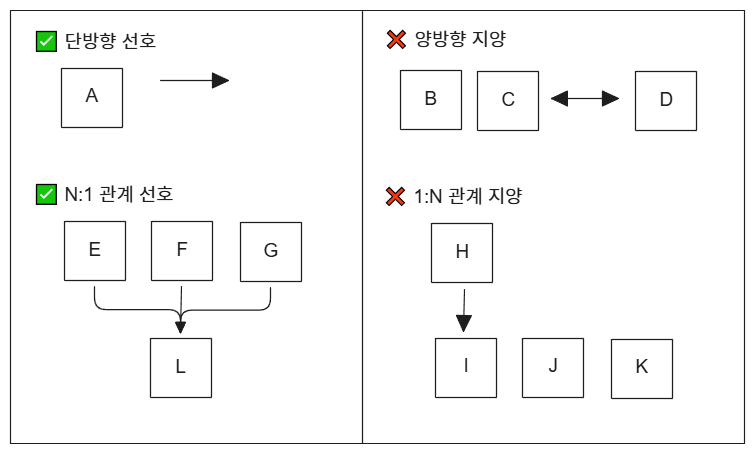 단방향 선호
A
N:1 관계 선호
E F G
L
양방향 지양
B C D
1:N 관계 지양
H
I J K